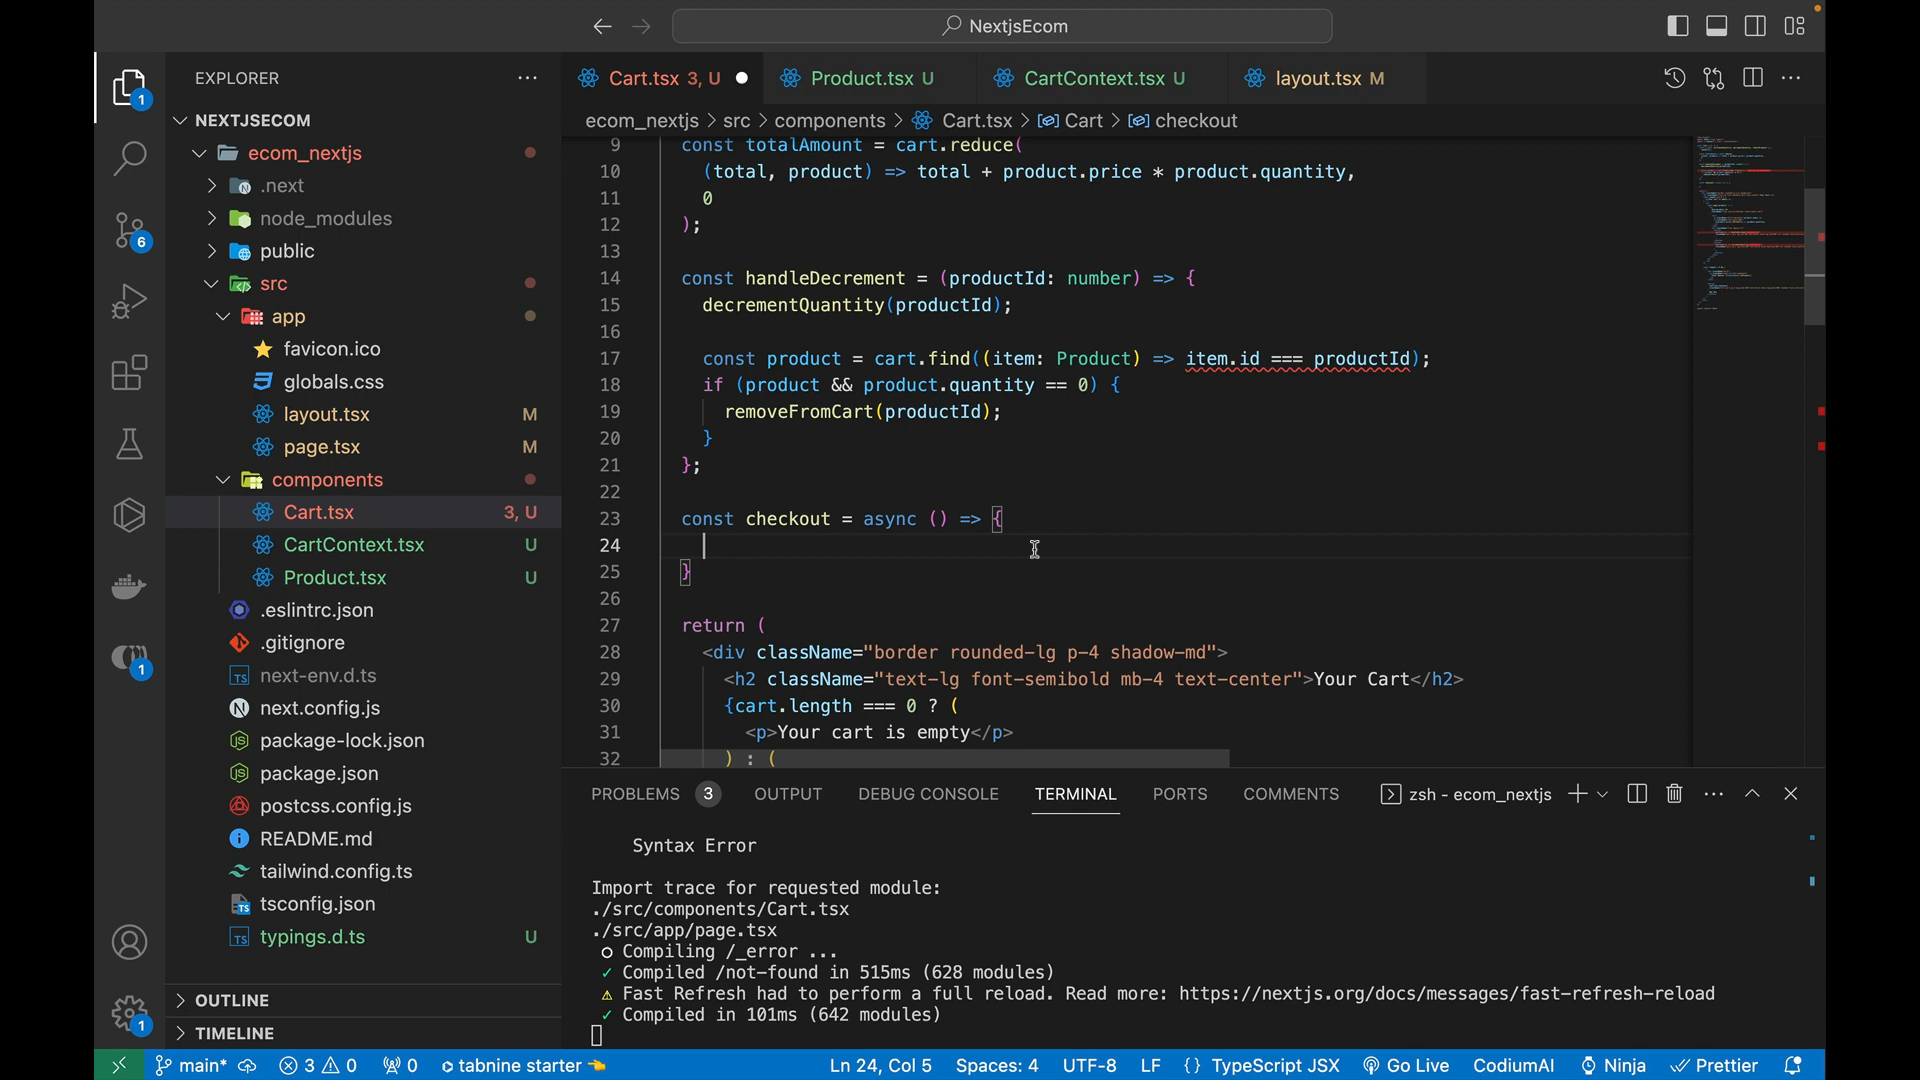 NextjsEcom
EXPLORER
Cart.tsx 3, U
Product.tsx U
CartContext.tsx U
layout.tsx M
ecom_nextjs > src > components > Cart.tsx > Cart > checkout
NEXTJSECOM
ecom_nextjs
.next
node_modules
public
src
app
favicon.ico
globals.css
layout.tsx M
page.tsx M
components
Cart.tsx 3, U
CartContext.tsx U
Product.tsx U
.eslintrc.json
.gitignore
next-env.d.ts
next.config.js
package-lock.json
package.json
postcss.config.js
README.md
tailwind.config.ts
tsconfig.json
typings.d.ts U
OUTLINE
TIMELINE
1
6
1
1
9 const totalAmount = cart.reduce(
10 (total, product) => total + product.price * product.quantity,
11 0
12 );
13
14 const handleDecrement = (productId: number) => {
15 decrementQuantity(productId);
16
17 const product = cart.find((item: Product) => item.id === productId);
18 if (product && product.quantity == 0) {
19 removeFromCart(productId);
20 }
21 };
22
23 const checkout = async () => {
24
25 }
26
27 return (
28 <div className="border rounded-lg p-4 shadow-md">
29 <h2 className="text-lg font-semibold mb-4 text-center">Your Cart</h2>
30 {cart.length === 0 ? (
31 <p>Your cart is empty</p>
32 ) : (
PROBLEMS 3 OUTPUT DEBUG CONSOLE TERMINAL PORTS COMMENTS zsh - ecom_nextjs
Syntax Error
Import trace for requested module:
./src/components/Cart.tsx
./src/app/page.tsx
○ Compiling /_error ...
✓ Compiled /not-found in 515ms (628 modules)
⚠ Fast Refresh had to perform a full reload. Read more: https://nextjs.org/docs/messages/fast-refresh-reload
✓ Compiled in 101ms (642 modules)
main* 3 0 0 tabnine starter Ln 24, Col 5 Spaces: 4 UTF-8 LF {} TypeScript JSX Go Live CodiumAI Ninja Prettier